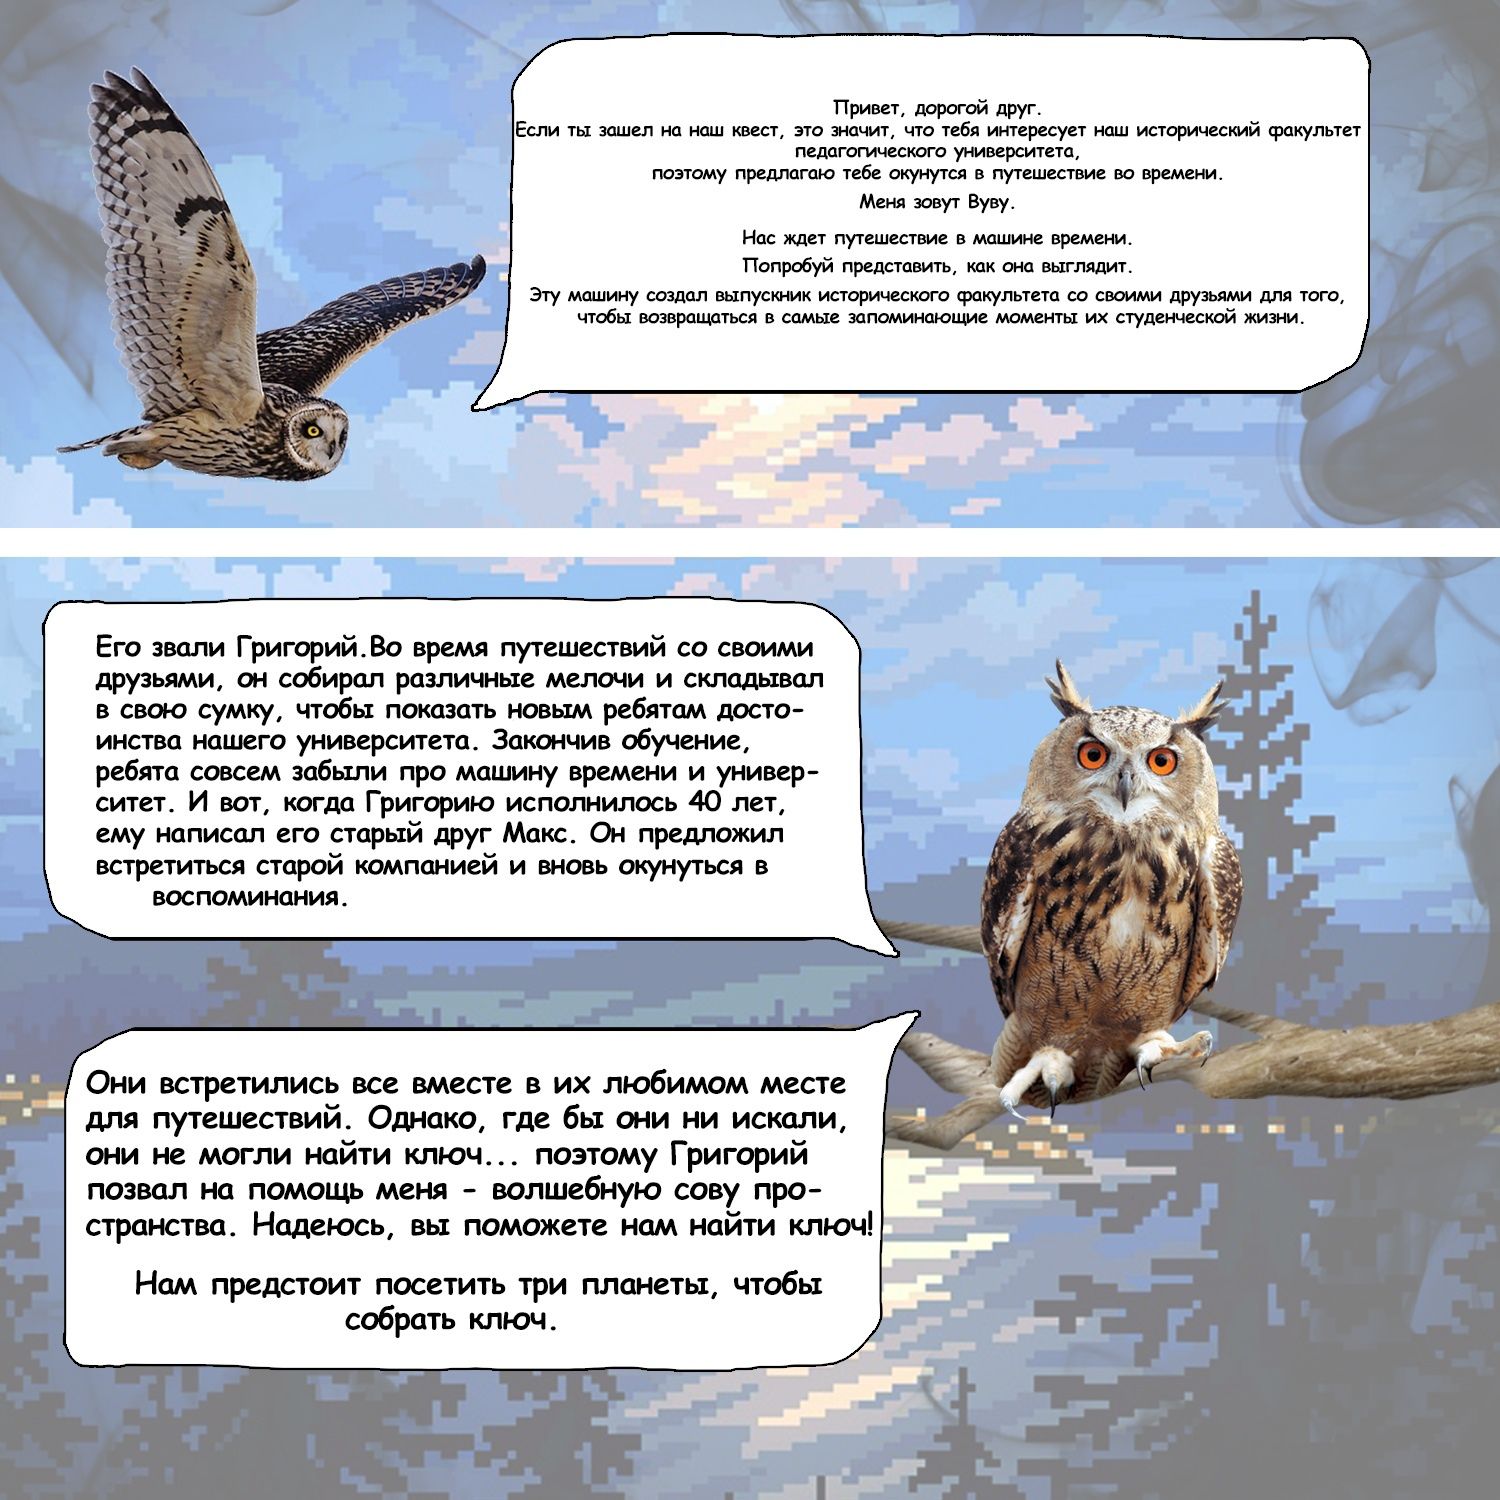 Привет, дорогой друг.
Если ты зашел на наш квест, это значит, что тебя интересует наш исторический факультет
педагогического университета,
поэтому предлагаю тебе окунутся в путешествие во времени.
Меня зовут Вуву.
Нас ждет путешествие в машине времени.
Попробуй представить, как она выглядит.
Эту машину создал выпускник исторического факультета со своими друзьями для того,
чтобы возвращаться в самые запоминающие моменты их студенческой жизни.
Его звали Григорий.Во время путешествий со своими
друзьями, он собирал различные мелочи и складывал
в свою сумку, чтобы показать новым ребятам досто-
инства нашего университета. Закончив обучение,
ребята совсем забыли про машину времени и универ-
ситет. И вот, когда Григорию исполнилось 40 лет,
ему написал его старый друг Макс. Он предложил
встретиться старой компанией и вновь окунуться в
воспоминания.
Они встретились все вместе в их любимом месте
для путешествий. Однако, где бы они ни искали,
они не могли найти ключ... поэтому Григорий
позвал на помощь меня - волшебную сову про-
странства. Надеюсь, вы поможете нам найти ключ!
Нам предстоит посетить три планеты, чтобы
собрать ключ.